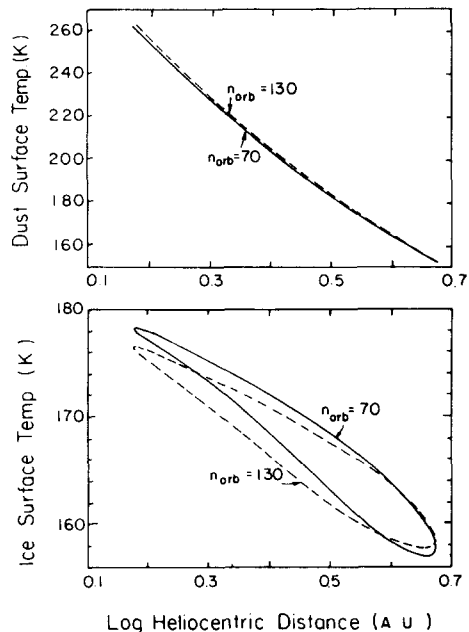 Dust Surface Temp (K)
260
240
220
200
180
160
n_orb = 130
n_orb = 70
0.1
0.3
0.5
0.7
Ice Surface Temp (K)
180
170
160
n_orb = 70
n_orb = 130
0.1
0.3
0.5
0.7
Log Heliocentric Distance (A U)